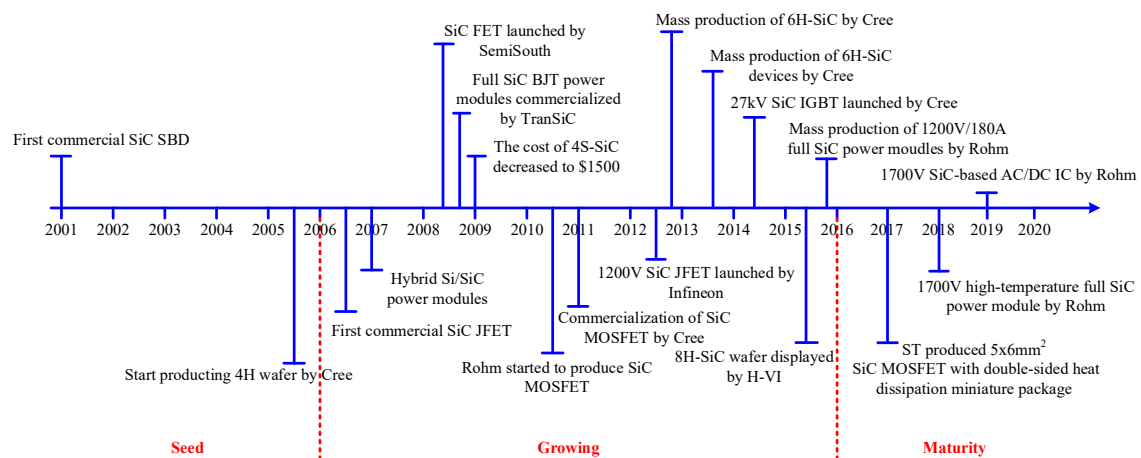 Mass production of 6H-SiC by Cree
SiC FET launched by
SemiSouth
Mass production of 6H-SiC
devices by Cree
Full SiC BJT power
modules commercialized
by TranSiC
27kV SiC IGBT launched by Cree
First commercial SiC SBD
The cost of 4S-SiC
decreased to $1500
Mass production of 1200V/180A
full SiC power moudles by Rohm
1700V SiC-based AC/DC IC by Rohm
2001 2002 2003 2004 2005 2006 2007 2008 2009 2010 2011 2012 2013 2014 2015 2016 2017 2018 2019 2020
Hybrid Si/SiC
power modules
1200V SiC JFET launched by
Infineon
1700V high-temperature full SiC
power module by Rohm
First commercial SiC JFET
Commercialization of SiC
MOSFET by Cree
Start producting 4H wafer by Cree
Rohm started to produce SiC
MOSFET
8H-SiC wafer displayed
by H-VI
ST produced 5x6mm²
SiC MOSFET with double-sided heat
dissipation miniature package
Seed Growing Maturity